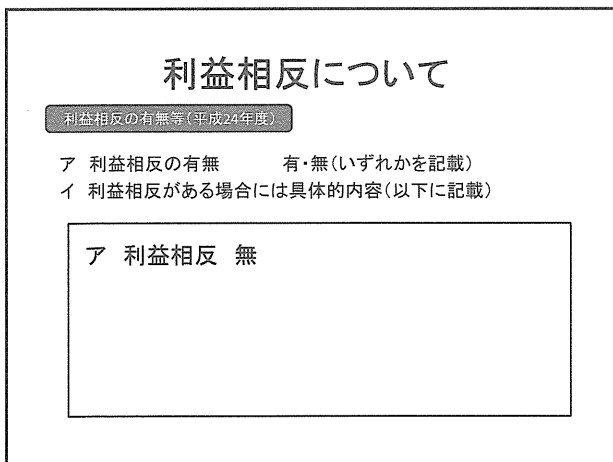 利益相反について
利益相反の有無等(平成24年度)
ア 利益相反の有無 有・無(いずれかを記載)
イ 利益相反がある場合には具体的内容(以下に記載)
ア 利益相反 無